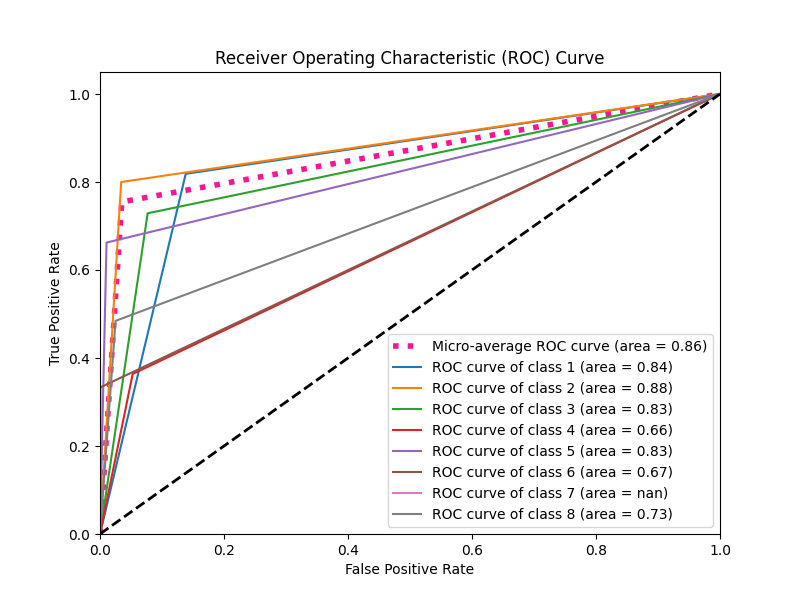 Receiver Operating Characteristic (ROC) Curve
True Positive Rate
1.0
0.8
0.6
0.4
0.2
0.0
Micro-average ROC curve (area = 0.86)
ROC curve of class 1 (area = 0.84)
ROC curve of class 2 (area = 0.88)
ROC curve of class 3 (area = 0.83)
ROC curve of class 4 (area = 0.66)
ROC curve of class 5 (area = 0.83)
ROC curve of class 6 (area = 0.67)
ROC curve of class 7 (area = nan)
ROC curve of class 8 (area = 0.73)
0.0 0.2 0.4 0.6 0.8 1.0
False Positive Rate